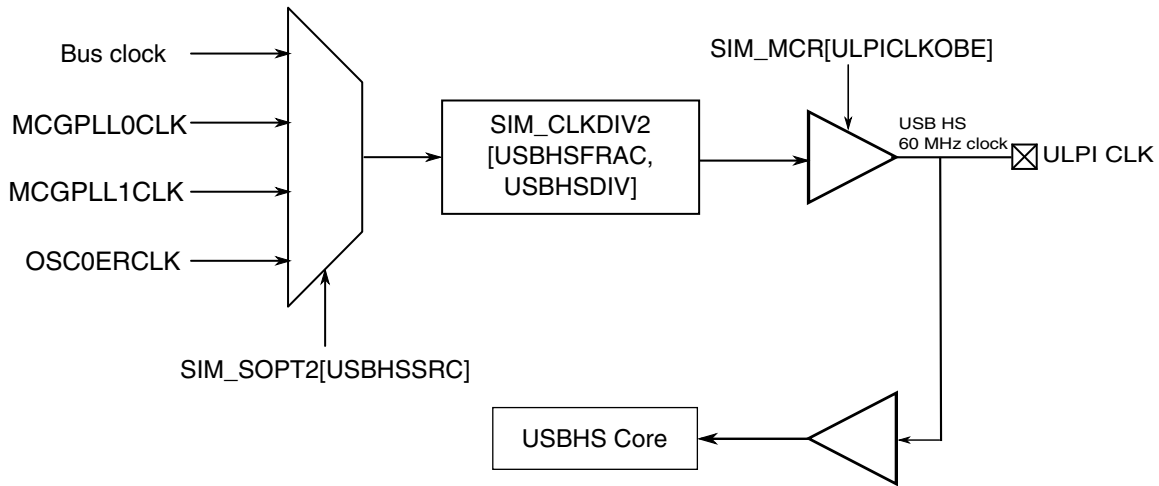 Bus clock
MCGPLL0CLK
MCGPLL1CLK
OSC0ERCLK
SIM_SOPT2[USBHSSRC]
SIM_CLKDIV2
[USBHSFRAC,
USBHSDIV]
SIM_MCR[ULPICLKOBE]
USB HS
60 MHz clock
ULPI CLK
USBHS Core